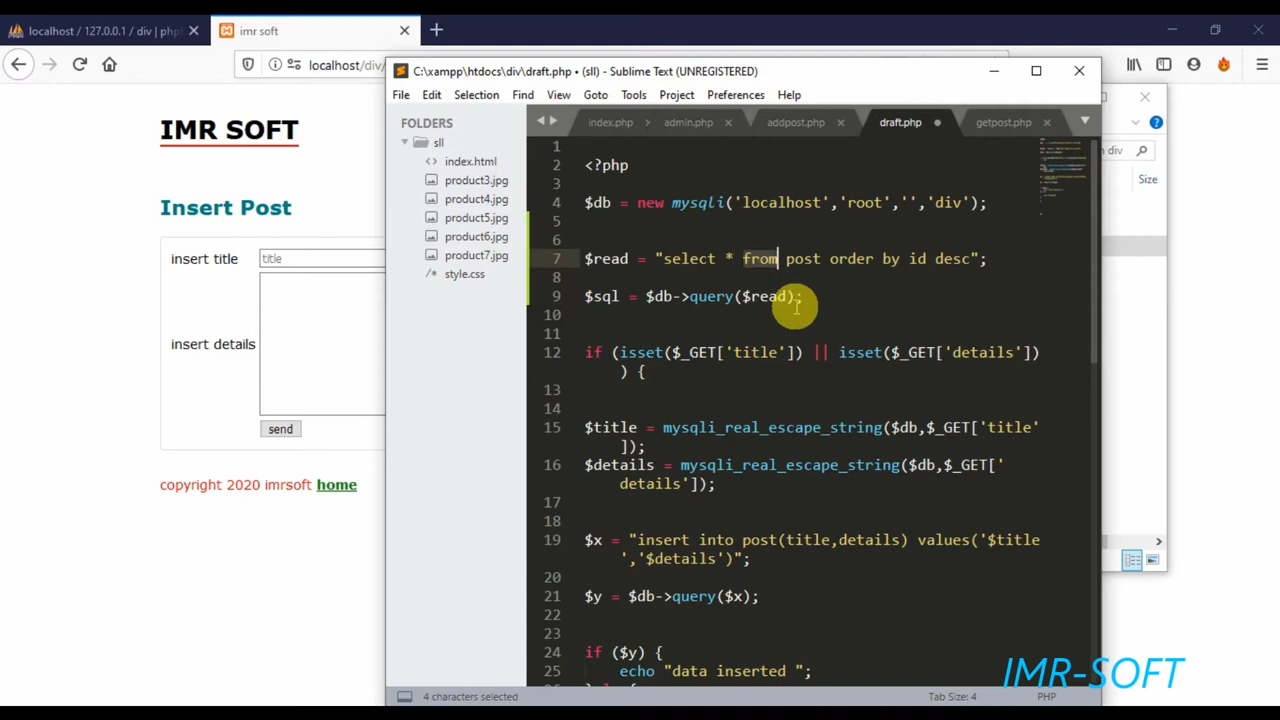 localhost / 127.0.0.1 / div | php
imr soft
localhost/div/
C:\xampp\htdocs\div\draft.php • (sll) - Sublime Text (UNREGISTERED)
File Edit Selection Find View Goto Tools Project Preferences Help
FOLDERS
sll
index.html
product3.jpg
product4.jpg
product5.jpg
product6.jpg
product7.jpg
style.css
index.php admin.php addpost.php draft.php getpost.php
1
2 <?php
3
4 $db = new mysqli('localhost','root','','div');
5
6
7 $read = "select * from post order by id desc";
8
9 $sql = $db->query($read);
10
11
12 if (isset($_GET['title']) || isset($_GET['details'])
) {
13
14
15 $title = mysqli_real_escape_string($db,$_GET['title'
]);
16 $details = mysqli_real_escape_string($db,$_GET['
details']);
17
18
19 $x = "insert into post(title,details) values('$title
','$details')";
20
21 $y = $db->query($x);
22
23
24 if ($y) {
25 echo "data inserted ";
4 characters selected
Tab Size: 4
PHP
IMR SOFT
Insert Post
insert title
title
insert details
send
copyright 2020 imrsoft home
div
Size
IMR-SOFT